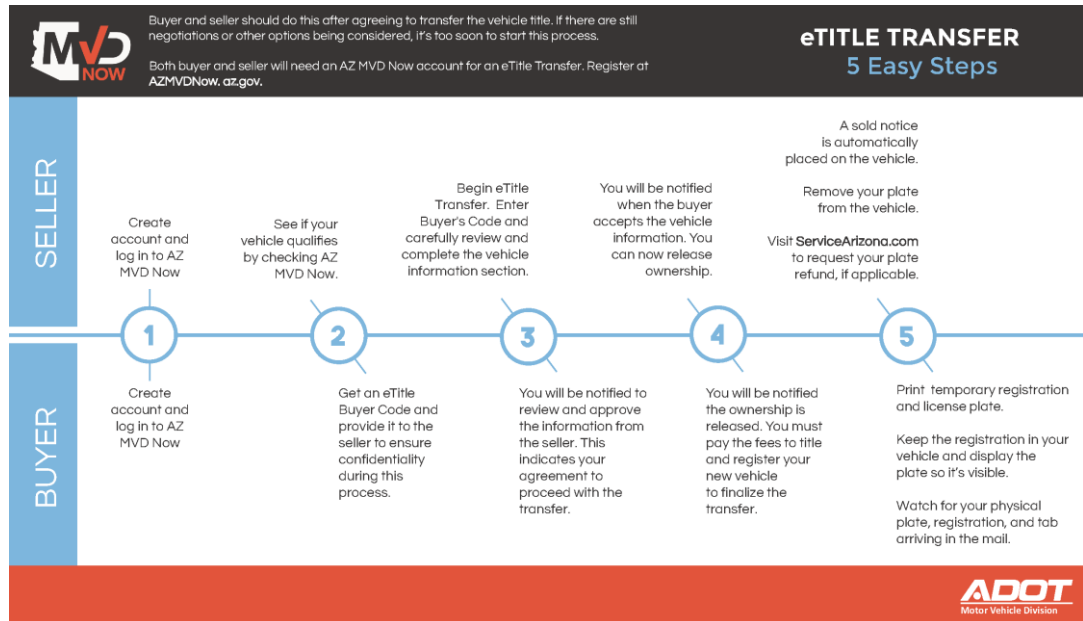 MVD
NOW
Buyer and seller should do this after agreeing to transfer the vehicle title. If there are still
negotiations or other options being considered, it's too soon to start this process.
Both buyer and seller will need an AZ MVD Now account for an eTitle Transfer. Register at
AZMVDNow. az.gov.
eTITLE TRANSFER
5 Easy Steps
SELLER
Create
account and
log in to AZ
MVD Now
See if your
vehicle qualifies
by checking AZ
MVD Now.
Begin eTitle
Transfer. Enter
Buyer's Code and
carefully review and
complete the vehicle
information section.
You will be notified
when the buyer
accepts the vehicle
information. You
can now release
ownership.
A sold notice
is automatically
placed on the vehicle.
Remove your plate
from the vehicle.
Visit ServiceArizona.com
to request your plate
refund, if applicable.
1
2
3
4
5
BUYER
Create
account and
log in to AZ
MVD Now
Get an eTitle
Buyer Code and
provide it to the
seller to ensure
confidentiality
during this
process.
You will be notified to
review and approve
the information from
the seller. This
indicates your
agreement to
proceed with the
transfer.
You will be notified
the ownership is
released. You must
pay the fees to title
and register your
new vehicle
to finalize the
transfer.
Print temporary registration
and license plate.
Keep the registration in your
vehicle and display the
plate so it's visible.
Watch for your physical
plate, registration, and tab
arriving in the mail.
ADOT
Motor Vehicle Division